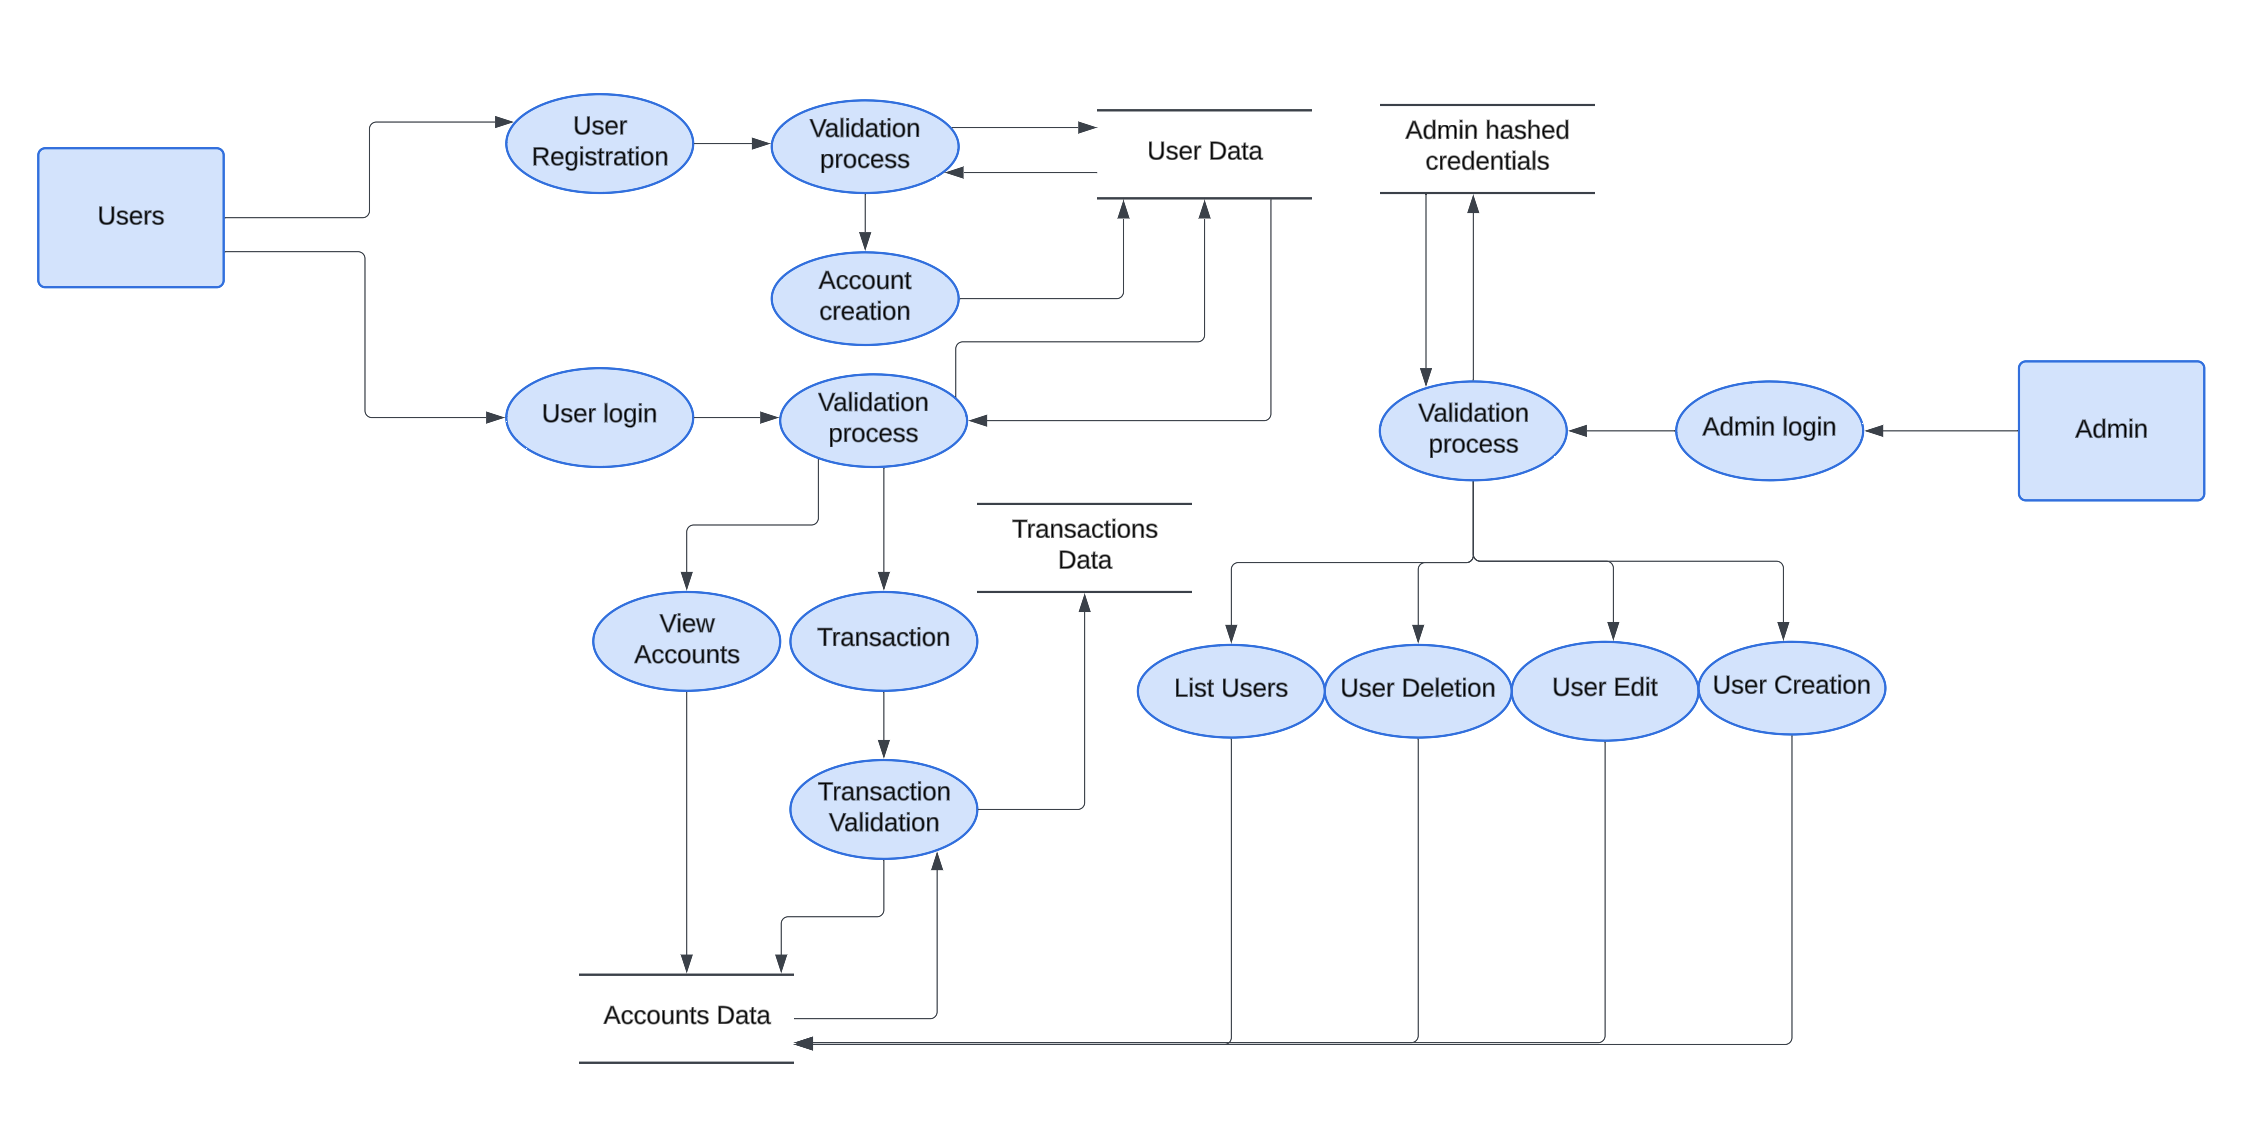 Users
User
Registration
Validation
process
User Data
Admin hashed
credentials
Account
creation
User login
Validation
process
Validation
process
Admin login
Admin
Transactions
Data
View
Accounts
Transaction
List Users
User Deletion
User Edit
User Creation
Transaction
Validation
Accounts Data